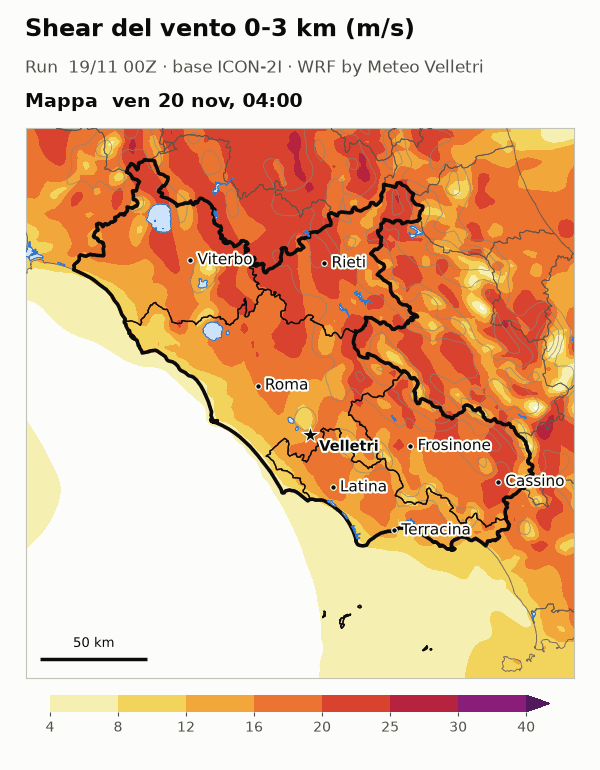 Shear del vento 0-3 km (m/s)
Run  19/11 00Z · base ICON-2I · WRF by Meteo Velletri
Mappa  ven 20 nov, 04:00
Viterbo
Rieti
Roma
Velletri
Frosinone
Cassino
Latina
Terracina
50 km
4 8 12 16 20 25 30 40